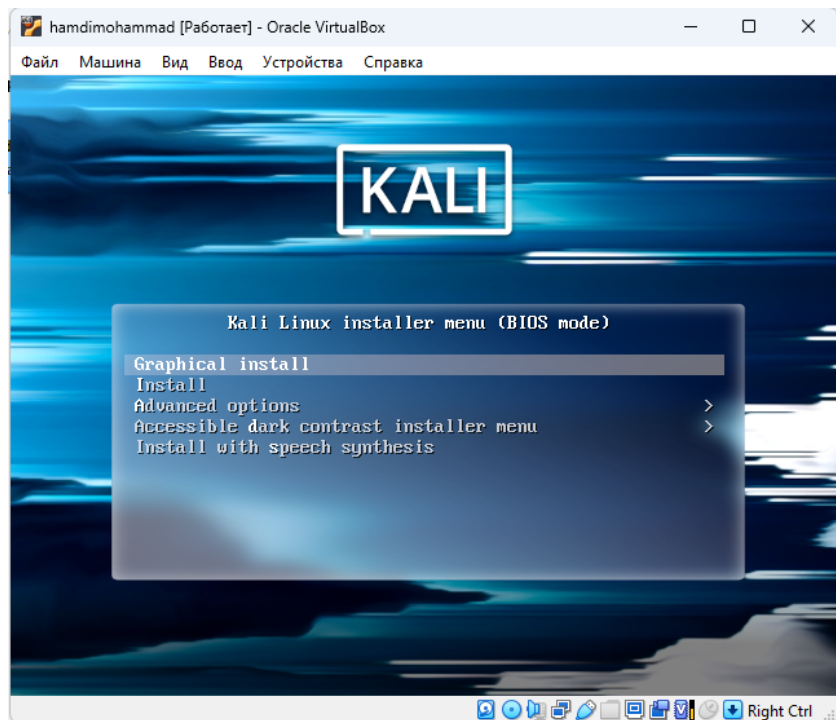 hamdimohammad [Работает] - Oracle VirtualBox
Файл Машина Вид Ввод Устройства Справка
KALI
Kali Linux installer menu (BIOS mode)
Graphical install
Install
Advanced options >
Accessible dark contrast installer menu >
Install with speech synthesis
Right Ctrl